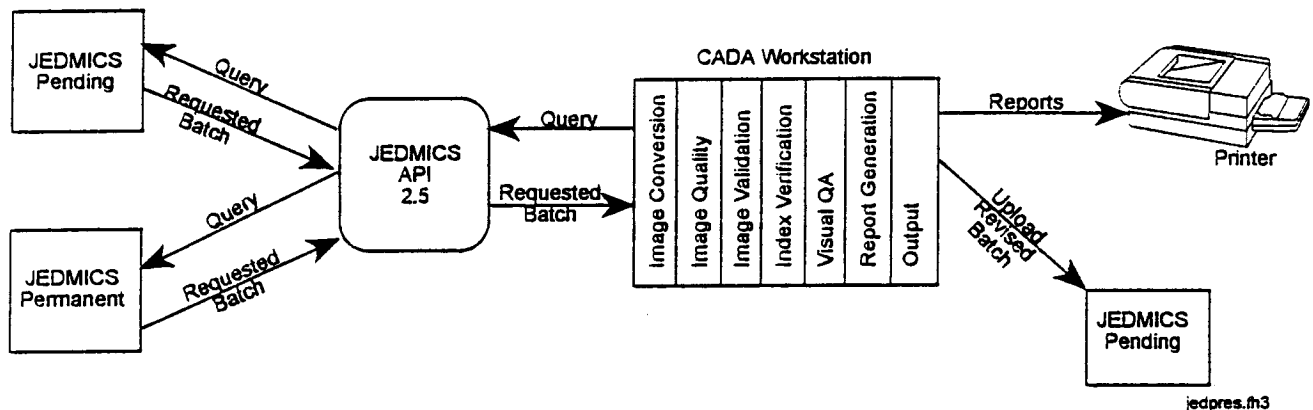 JEDMICS
Pending
Query
Requested
Batch
Query
Requested
Batch
JEDMICS
Permanent
JEDMICS
API
2.5
Query
Requested
Batch
CADA Workstation
Image Conversion
Image Quality
Image Validation
Index Verification
Visual QA
Report Generation
Output
Reports
Printer
Upload
Revised
Batch
JEDMICS
Pending
jedpres.fh3